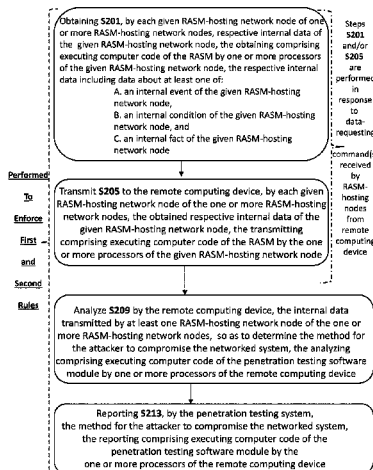 Obtaining S201, by each given RASM-hosting network node of one
or more RASM-hosting network nodes, respective internal data of
the given RASM-hosting network node, the obtaining comprising
executing computer code of the RASM by one or more processors
of the given RASM-hosting network node, the respective internal
data including data about at least one of:
A. an internal event of the given RASM-hosting
network node,
B. an internal condition of the given RASM-hosting
network node, and
C. an internal fact of the given RASM-hosting
network node
Steps
S201
and/or
S205
are
performed
in
response
to
data-
requesting
command(s)
received
by
RASM-
hosting
nodes
from
remote
computing
device
Performed
To
Enforce
First
and
Second
Rules
Transmit S205 to the remote computing device, by each given
RASM-hosting network node of the one or more RASM-hosting
network nodes, the obtained respective internal data of the
given RASM-hosting network node, the transmitting
comprising executing computer code of the RASM by the one
or more processors of the given RASM-hosting network node
Analyze S209 by the remote computing device, the internal data
transmitted by at least one RASM-hosting network node of the one or
more RASM-hosting nodes, so as to determine the method for
the attacker to compromise the networked system, the analyzing
comprising executing computer code of the penetration testing software
module by one or more processors of the remote computing device
Reporting S213, by the penetration testing system,
the method for the attacker to compromise the networked system,
the reporting comprising executing computer code of the
penetration testing software module by the
one or more processors of the remote computing device